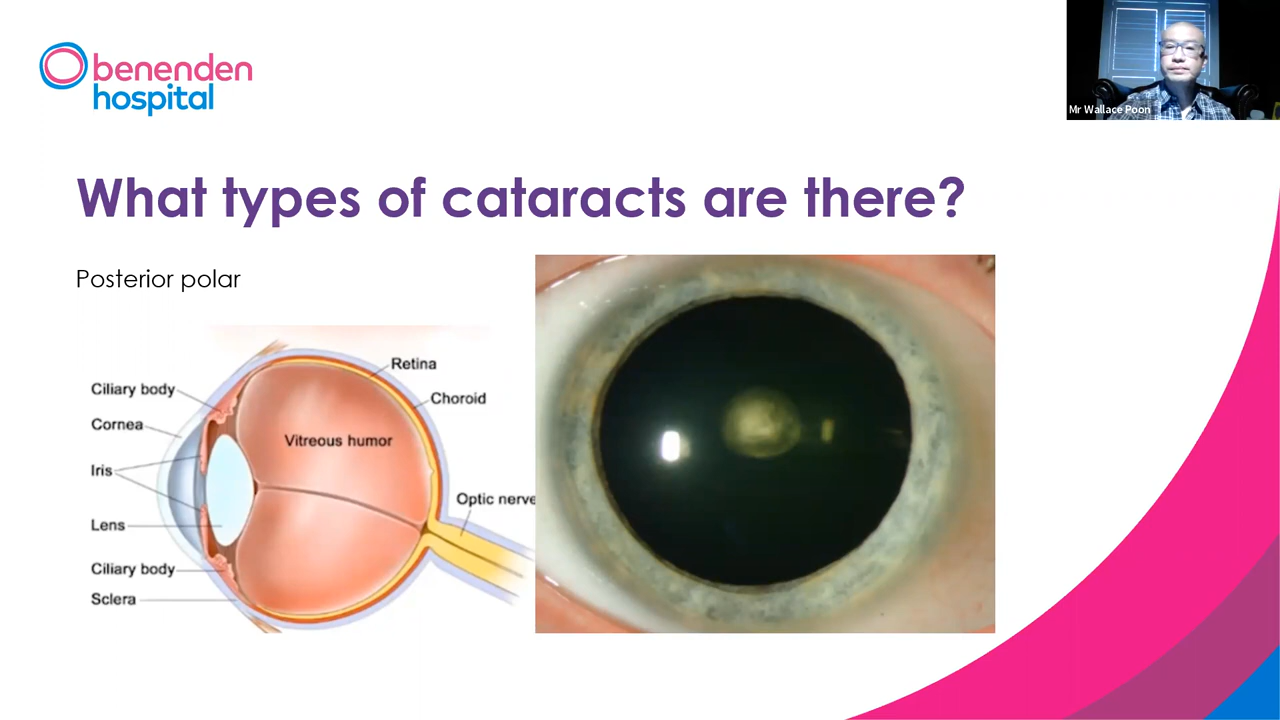 benenden
hospital
Mr Wallace Poon
What types of cataracts are there?
Posterior polar
Retina
Ciliary body
Choroid
Cornea
Vitreous humor
Iris
Optic nerve
Lens
Ciliary body
Sclera